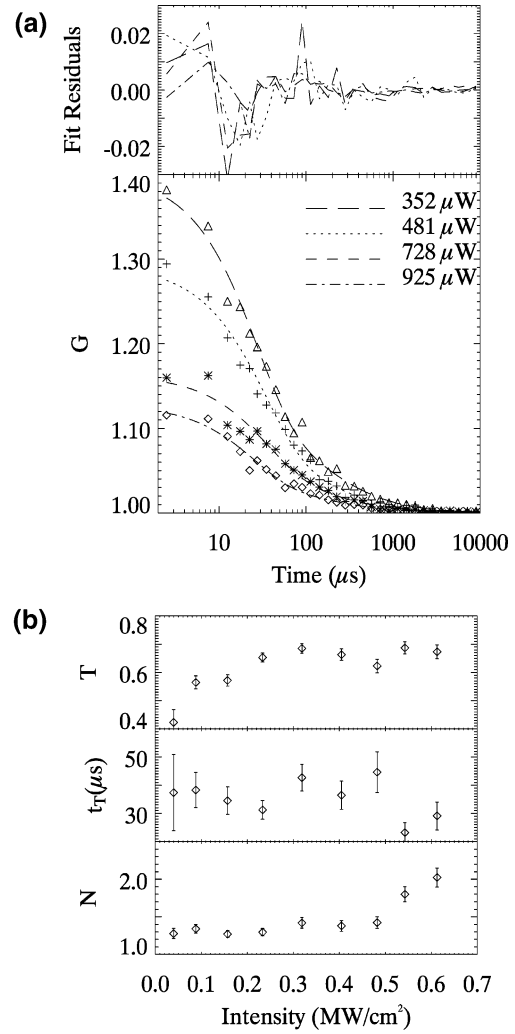 (a)
Fit Residuals
0.02
0.00
-0.02
G
1.40
1.30
1.20
1.10
1.00
352 µW
481 µW
728 µW
925 µW
10
100
1000
10000
Time (µs)
(b)
T
0.8
0.6
0.4
t_T(µs)
50
30
N
2.0
1.0
0.0
0.1
0.2
0.3
0.4
0.5
0.6
0.7
Intensity (MW/cm²)